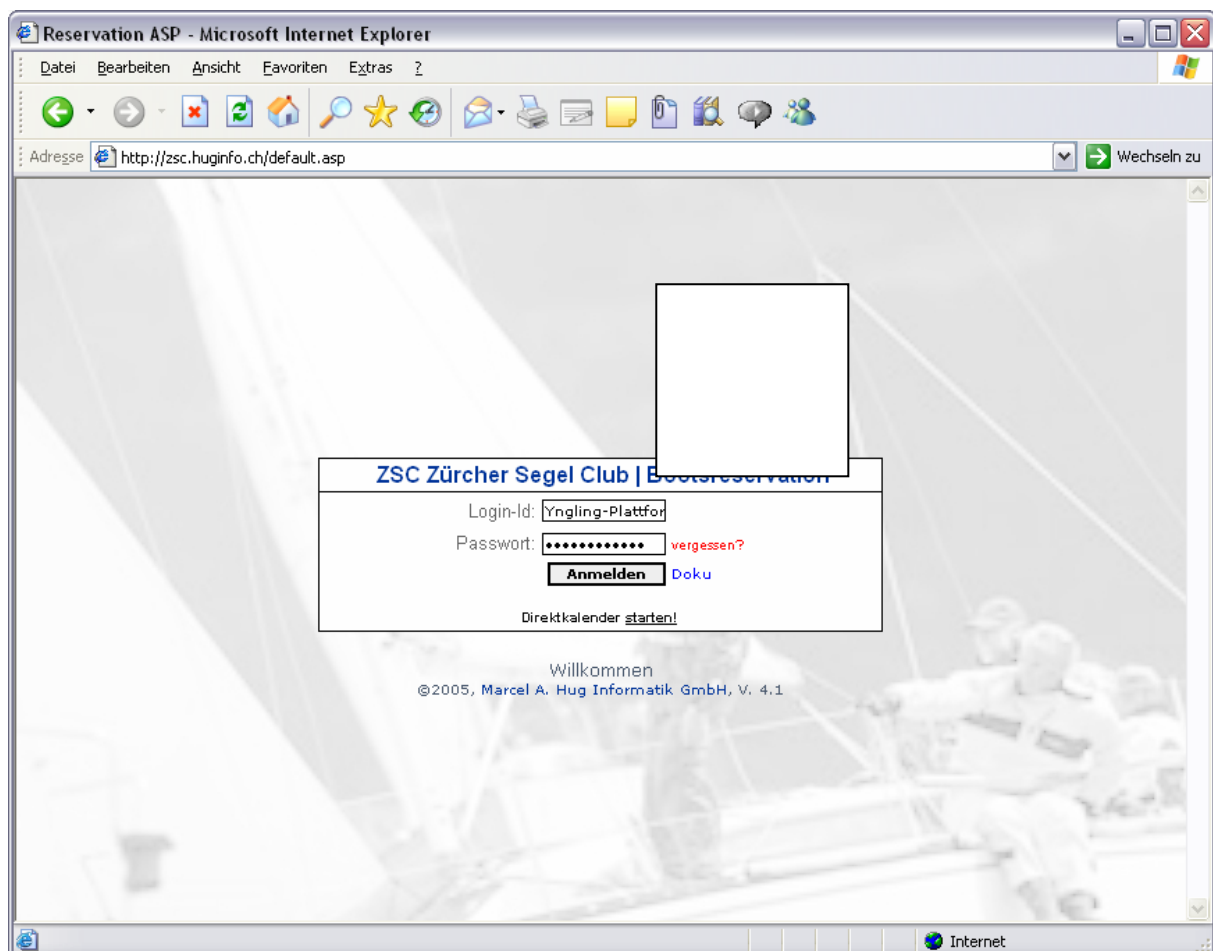 Reservation ASP - Microsoft Internet Explorer
Datei Bearbeiten Ansicht Favoriten Extras ?
Adresse http://zsc.huginfo.ch/default.asp Wechseln zu
ZSC Zürcher Segel Club |
Login-Id: Yngling-Plattfor
Passwort: •••••••••••• vergessen?
Anmelden Doku
Direktkalender starten!
Willkommen
©2005, Marcel A. Hug Informatik GmbH, V. 4.1
Internet